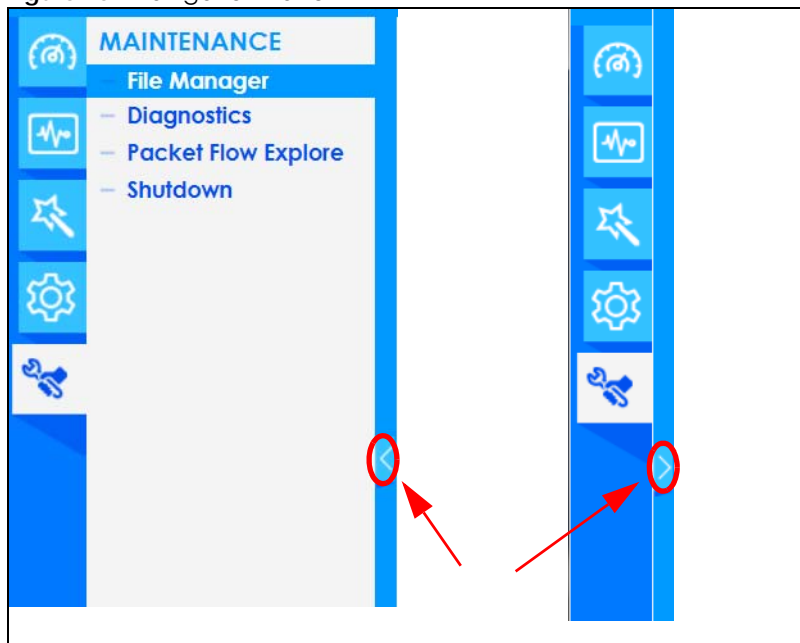 MAINTENANCE
File Manager
Diagnostics
Packet Flow Explore
Shutdown